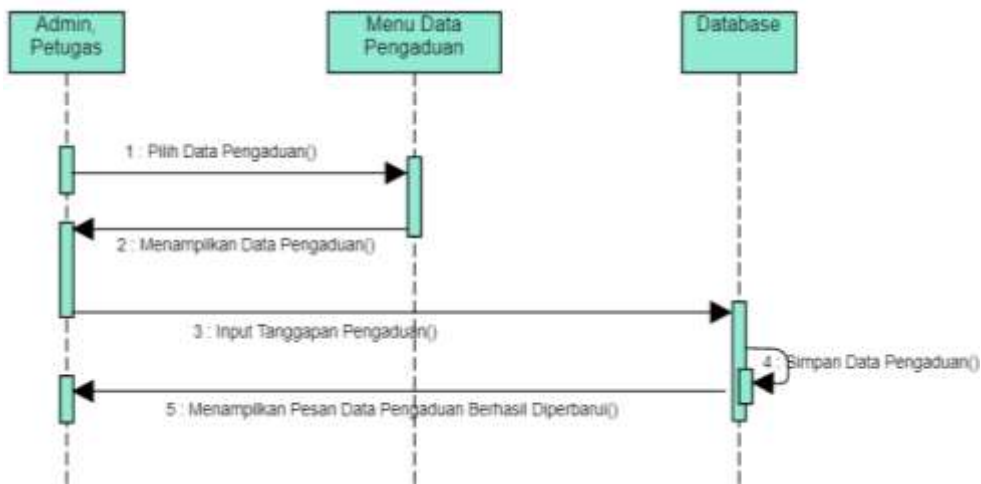 Admin,
Petugas
Menu Data
Pengaduan
Database
1 : Pilih Data Pengaduan()
2 : Menampilkan Data Pengaduan()
3 : Input Tanggapan Pengaduan()
4 : Simpan Data Pengaduan()
5 : Menampilkan Pesan Data Pengaduan Berhasil Diperbarui()